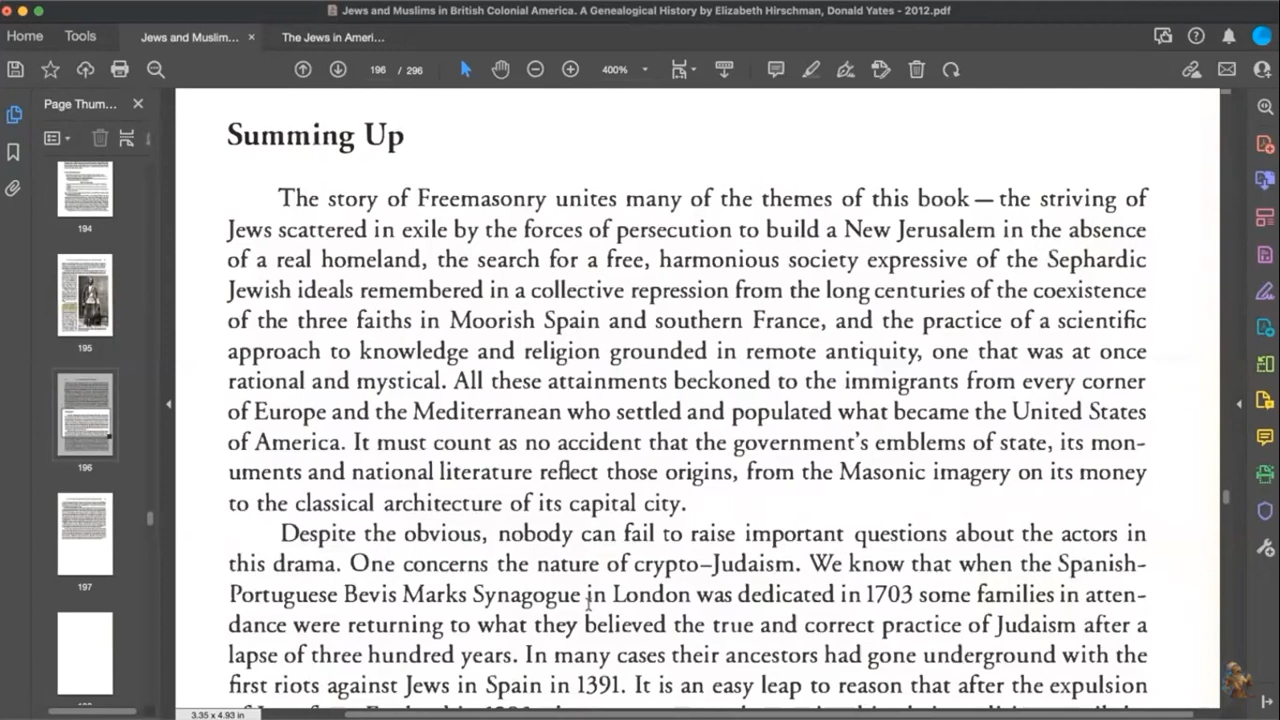 Jews and Muslims in British Colonial America. A Genealogical History by Elizabeth Hirschman, Donald Yates - 2012.pdf
Home Tools Jews and Muslim... × The Jews in Ameri...
196 / 296 400%
Page Thum... ×
194
195
196
197
Summing Up
The story of Freemasonry unites many of the themes of this book — the striving of
Jews scattered in exile by the forces of persecution to build a New Jerusalem in the absence
of a real homeland, the search for a free, harmonious society expressive of the Sephardic
Jewish ideals remembered in a collective repression from the long centuries of the coexistence
of the three faiths in Moorish Spain and southern France, and the practice of a scientific
approach to knowledge and religion grounded in remote antiquity, one that was at once
rational and mystical. All these attainments beckoned to the immigrants from every corner
of Europe and the Mediterranean who settled and populated what became the United States
of America. It must count as no accident that the government's emblems of state, its mon-
uments and national literature reflect those origins, from the Masonic imagery on its money
to the classical architecture of its capital city.
Despite the obvious, nobody can fail to raise important questions about the actors in
this drama. One concerns the nature of crypto–Judaism. We know that when the Spanish-
Portuguese Bevis Marks Synagogue in London was dedicated in 1703 some families in atten-
dance were returning to what they believed the true and correct practice of Judaism after a
lapse of three hundred years. In many cases their ancestors had gone underground with the
first riots against Jews in Spain in 1391. It is an easy leap to reason that after the expulsion
3.35 x 4.93 in